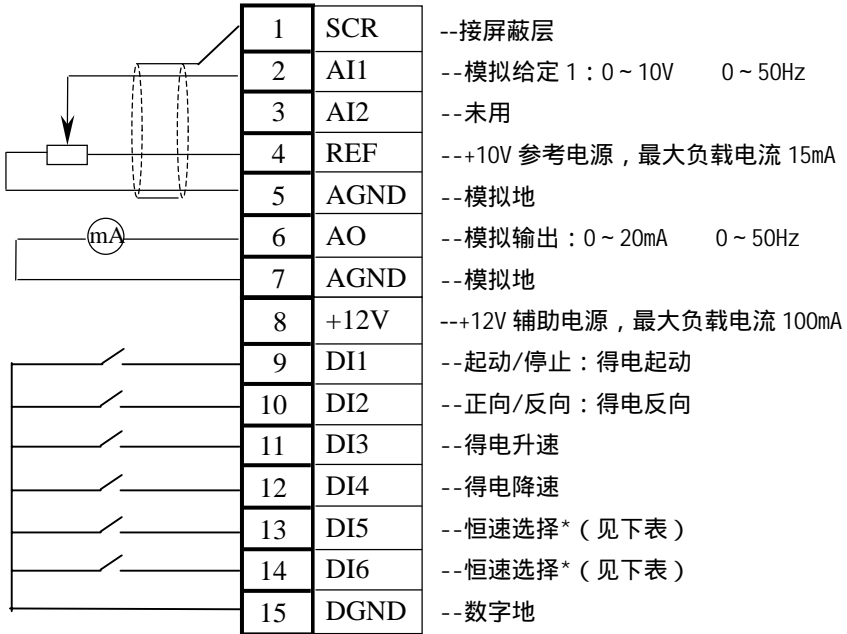 1 SCR --接屏蔽层
2 AI1 --模拟给定 1：0~10V 0~50Hz
3 AI2 --未用
4 REF --+10V 参考电源，最大负载电流 15mA
5 AGND --模拟地
mA 6 AO --模拟输出：0~20mA 0~50Hz
7 AGND --模拟地
8 +12V --+12V 辅助电源，最大负载电流 100mA
9 DI1 --起动/停止：得电起动
10 DI2 --正向/反向：得电反向
11 DI3 --得电升速
12 DI4 --得电降速
13 DI5 --恒速选择*（见下表）
14 DI6 --恒速选择*（见下表）
15 DGND --数字地